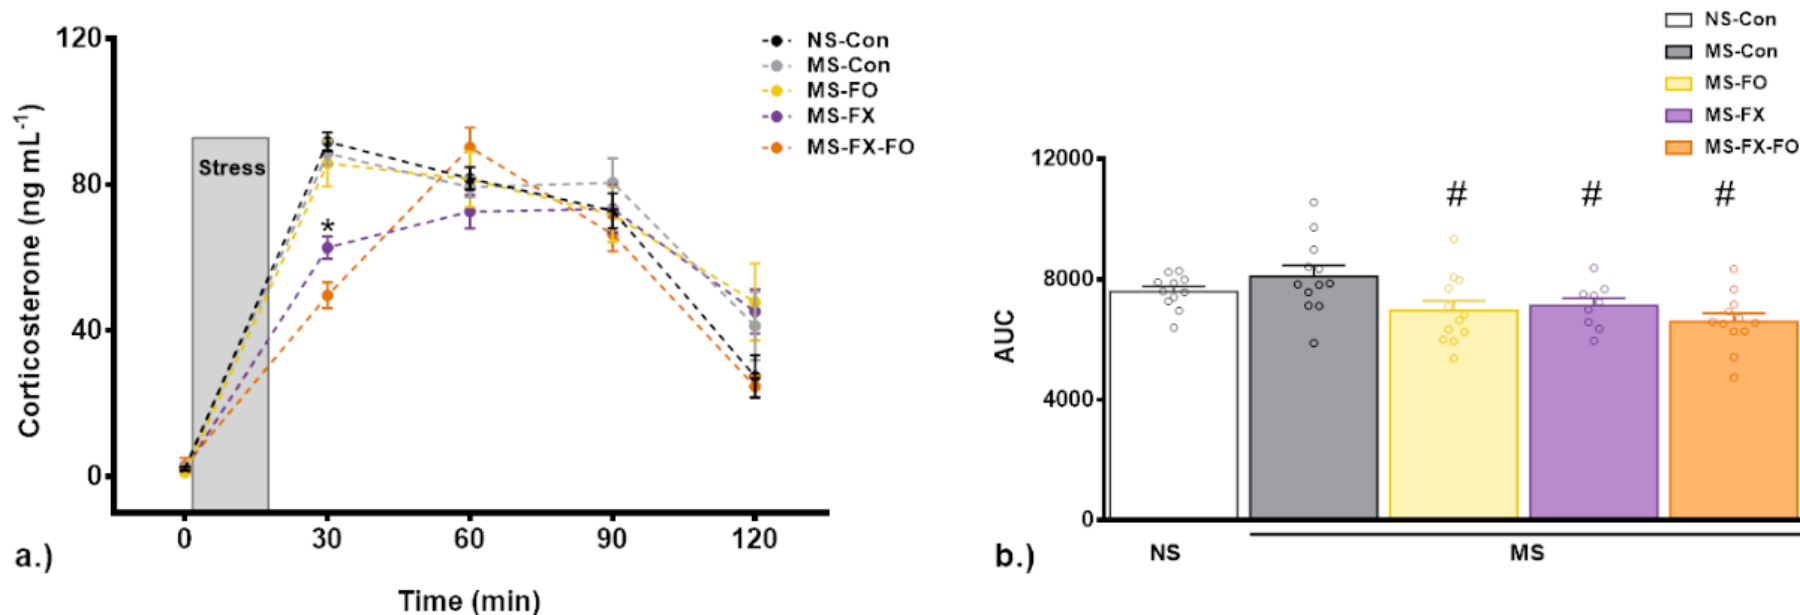 120
80
40
0
Corticosterone (ng mL-1)
Stress
*
NS-Con
MS-Con
MS-FO
MS-FX
MS-FX-FO
0 30 60 90 120
Time (min)
a.)
NS-Con
MS-Con
MS-FO
MS-FX
MS-FX-FO
12000
8000
4000
0
AUC
# # #
NS MS
b.)